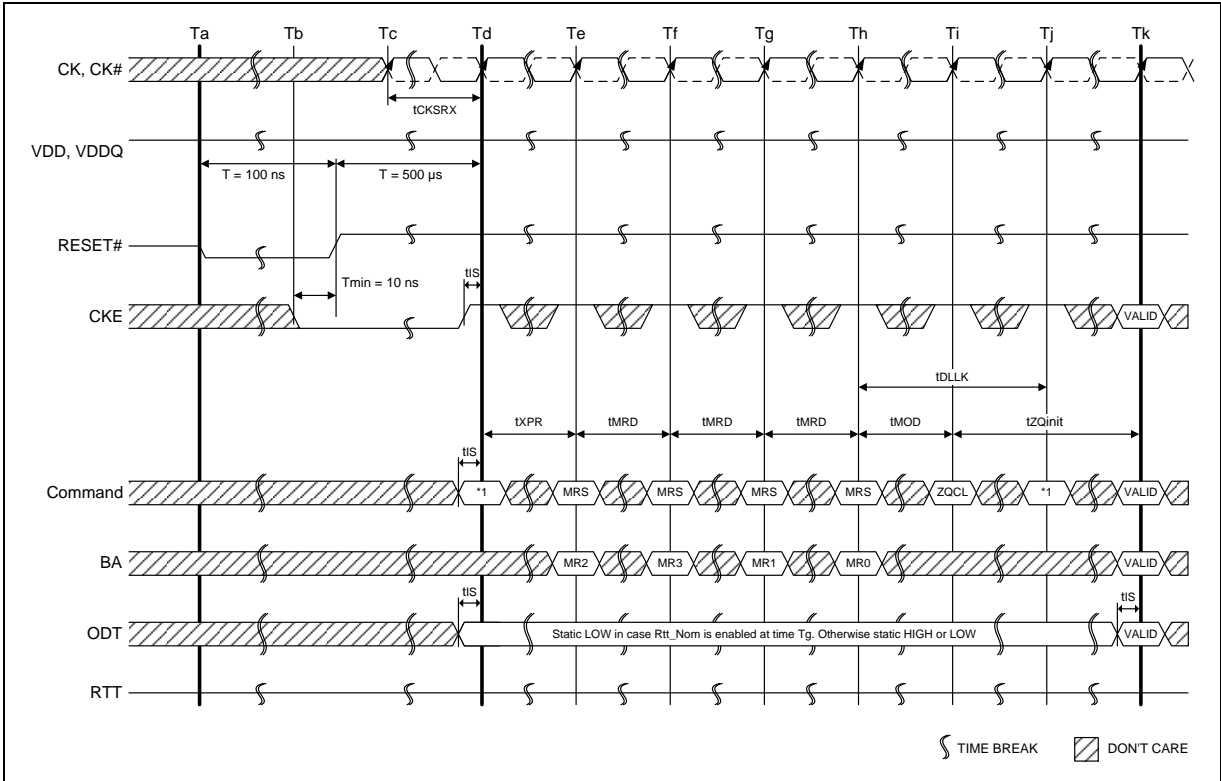 Ta Tb Tc Td Te Tf Tg Th Ti Tj Tk
CK, CK#
tCKSRX
VDD, VDDQ
T = 100 ns T = 500 µs
RESET#
Tmin = 10 ns
tIS
CKE
VALID
tDLLK
tXPR tMRD tMRD tMRD tMOD tZQinit
tIS
Command
*1 MRS MRS MRS MRS ZQCL *1 VALID
BA
MR2 MR3 MR1 MR0 VALID
tIS tIS
ODT
Static LOW in case Rtt_Nom is enabled at time Tg. Otherwise static HIGH or LOW
VALID
RTT
TIME BREAK DON'T CARE